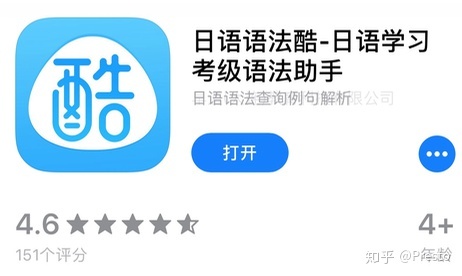 酷
日语语法酷-日语学习
考级语法助手
日语语法查询例句解析 限公司
打开
4.6
4+
151个评分
年龄
知乎 @Presto